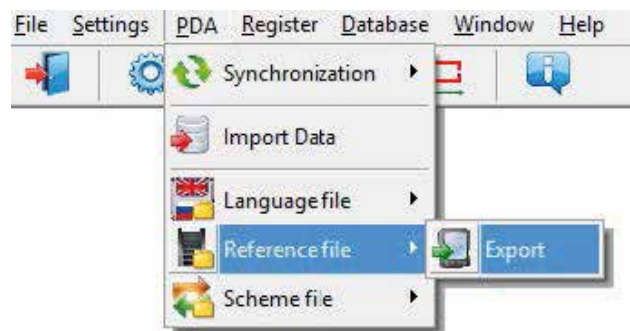 File Settings PDA Register Database Window Help
Synchronization
Import Data
Language file
Reference file Export
Scheme file